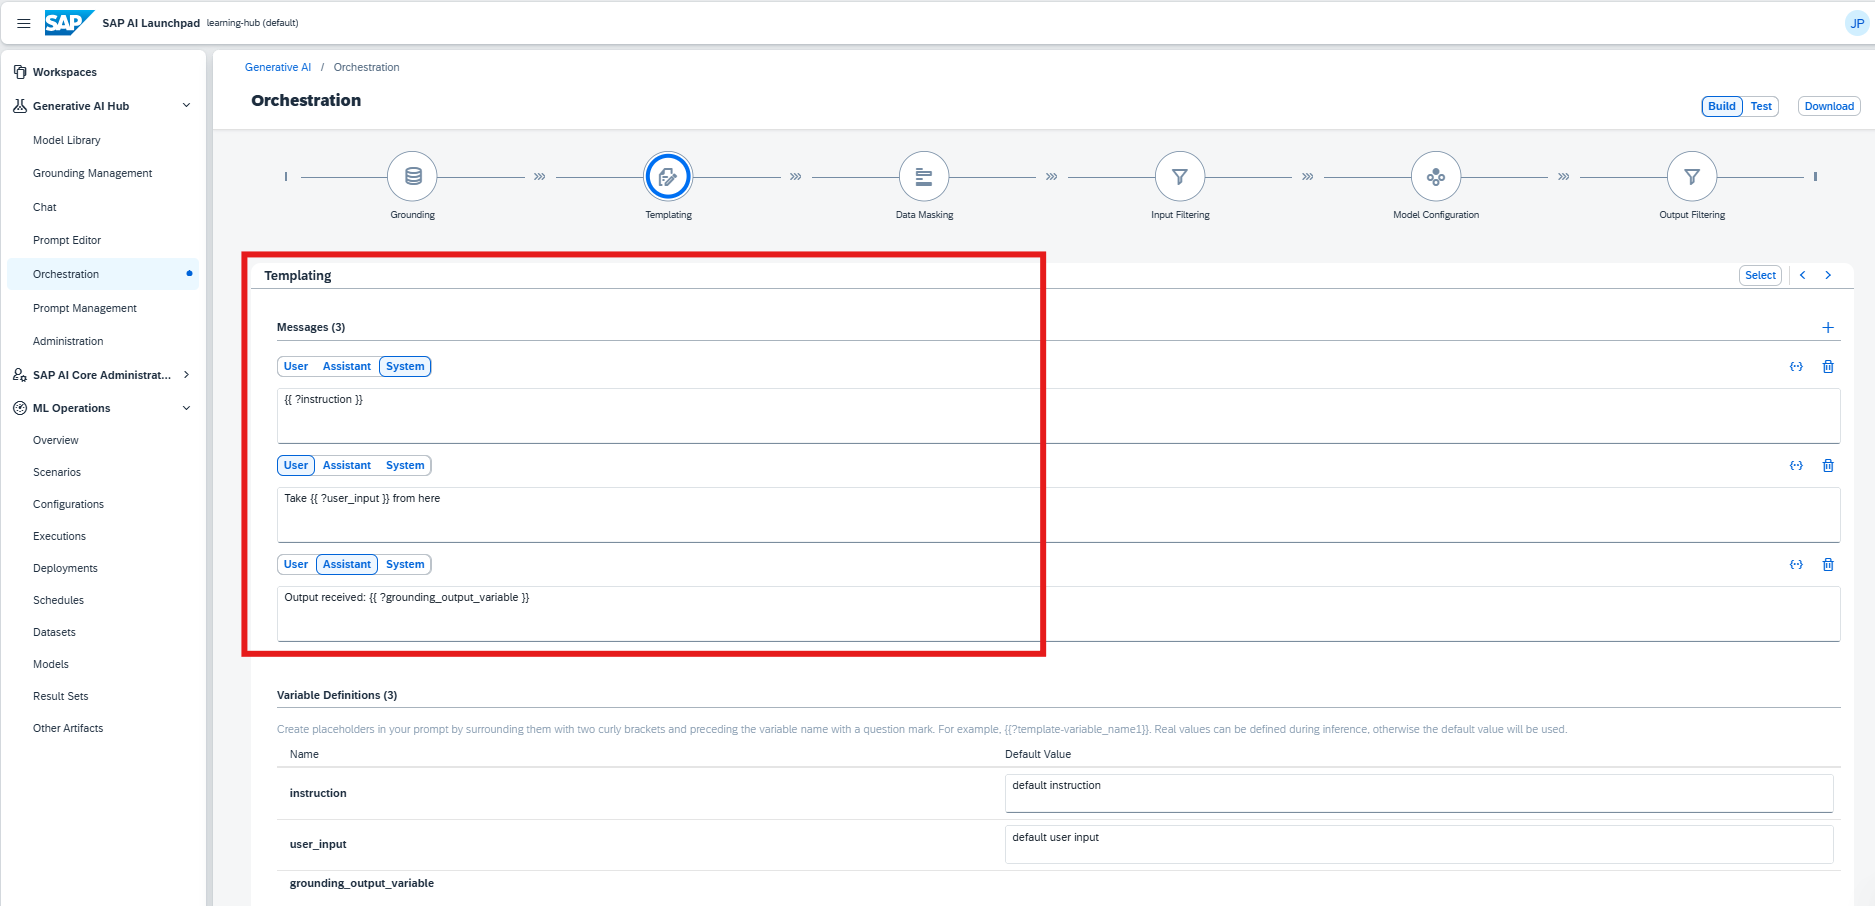 SAP SAP AI Launchpad learning-hub (default) JP
Workspaces
Generative AI Hub
Model Library
Grounding Management
Chat
Prompt Editor
Orchestration
Prompt Management
Administration
SAP AI Core Administrat...
ML Operations
Overview
Scenarios
Configurations
Executions
Deployments
Schedules
Datasets
Models
Result Sets
Other Artifacts
Generative AI / Orchestration
Orchestration
Build Test Download
Grounding Templating Data Masking Input Filtering Model Configuration Output Filtering
Templating Select
Messages (3)
User Assistant System
{{ ?instruction }}
User Assistant System
Take {{ ?user_input }} from here
User Assistant System
Output received: {{ ?grounding_output_variable }}
Variable Definitions (3)
Create placeholders in your prompt by surrounding them with two curly brackets and preceding the variable name with a question mark. For example, {{?template-variable_name1}}. Real values can be defined during inference, otherwise the default value will be used.
Name Default Value
instruction default instruction
user_input default user input
grounding_output_variable